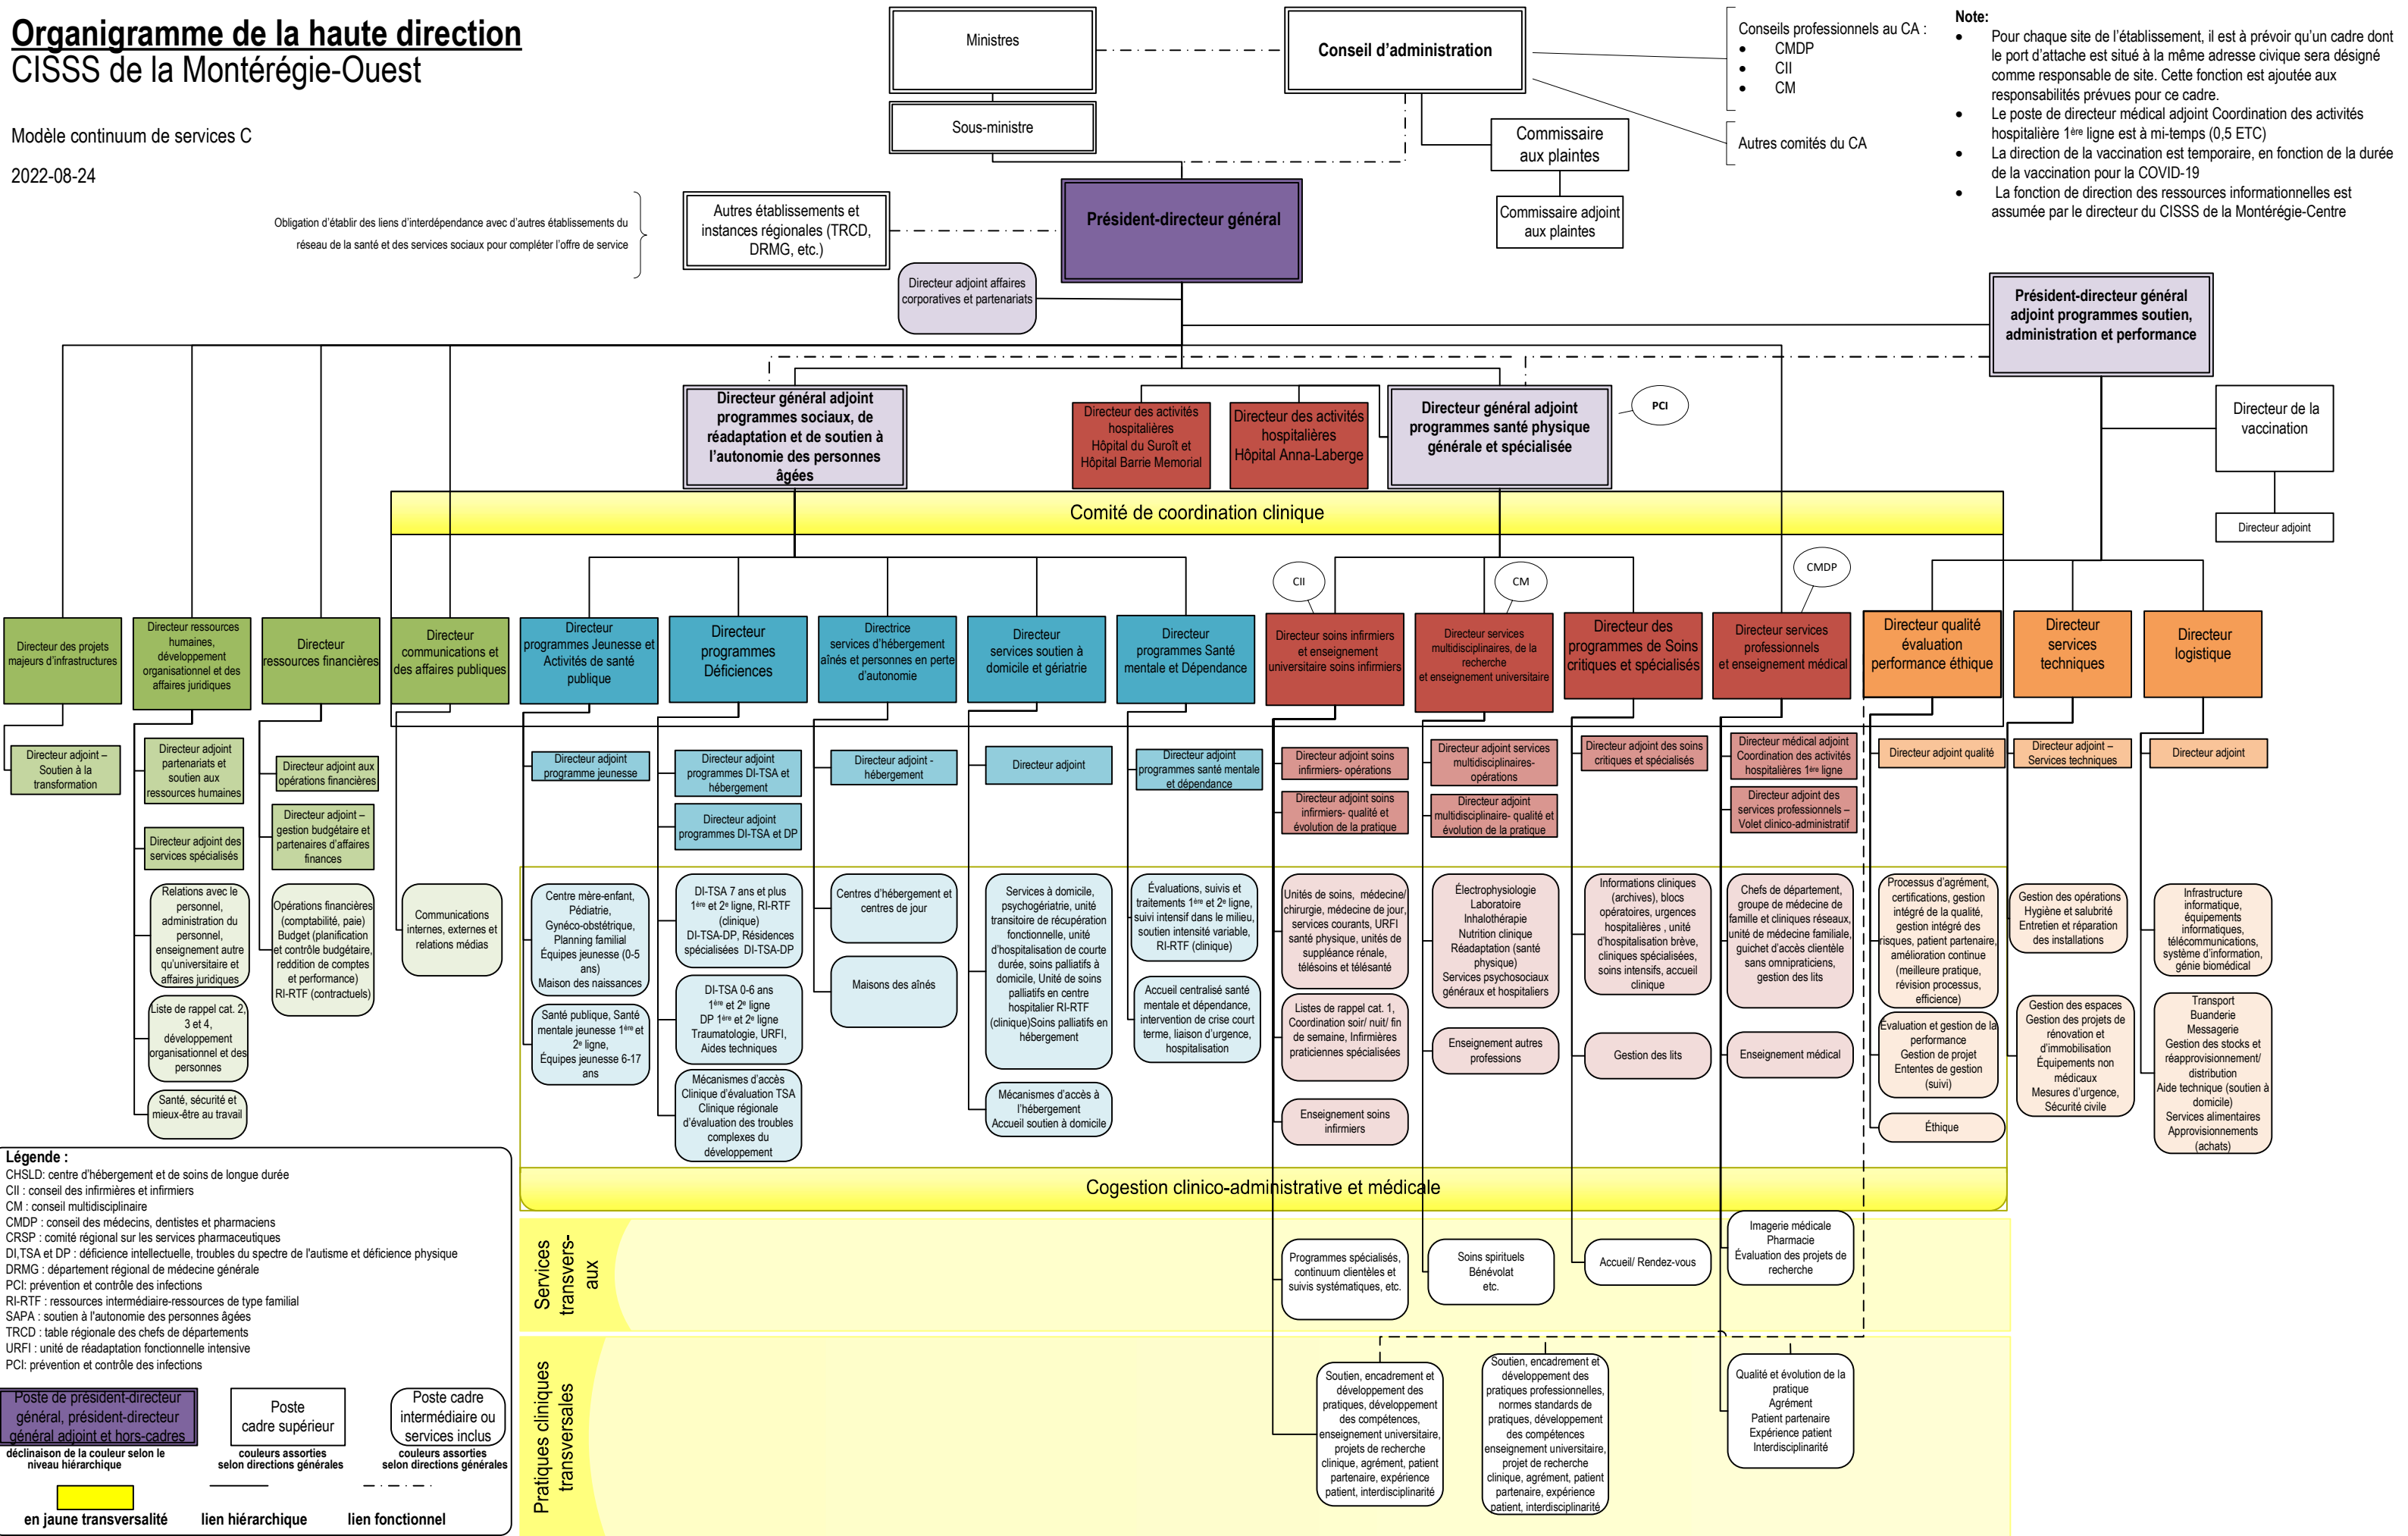 Organigramme de la haute direction
CISSS de la Montérégie-Ouest
Modèle continuum de services C
2022-08-24
Ministres
Sous-ministre
Conseil d’administration
Conseils professionnels au CA :
• CMDP
• CII
• CM
Autres comités du CA
Commissaire
aux plaintes
Commissaire adjoint
aux plaintes
Note:
• Pour chaque site de l’établissement, il est à prévoir qu’un cadre dont
le port d’attache est situé à la même adresse civique sera désigné
comme responsable de site. Cette fonction est ajoutée aux
responsabilités prévues pour ce cadre.
• Le poste de directeur médical adjoint Coordination des activités
hospitalière 1ère ligne est à mi-temps (0,5 ETC)
• La direction de la vaccination est temporaire, en fonction de la durée
de la vaccination pour la COVID-19
• La fonction de direction des ressources informationnelles est
assumée par le directeur du CISSS de la Montérégie-Centre
Obligation d’établir des liens d’interdépendance avec d’autres établissements du
réseau de la santé et des services sociaux pour compléter l’offre de service
Autres établissements et
instances régionales (TRCD,
DRMG, etc.)
Président-directeur général
Directeur adjoint affaires
corporatives et partenariats
Président-directeur général
adjoint programmes soutien,
administration et performance
Directeur général adjoint
programmes sociaux, de
réadaptation et de soutien à
l’autonomie des personnes
âgées
Directeur des activités
hospitalières
Hôpital du Suroît et
Hôpital Barrie Memorial
Directeur des activités
hospitalières
Hôpital Anna-Laberge
Directeur général adjoint
programmes santé physique
générale et spécialisée
PCI
Directeur de la
vaccination
Directeur adjoint
Comité de coordination clinique
CII
CM
CMDP
Directeur des projets
majeurs d’infrastructures
Directeur ressources
humaines,
développement
organisationnel et des
affaires juridiques
Directeur
ressources financières
Directeur
communications et
des affaires publiques
Directeur
programmes Jeunesse et
Activités de santé
publique
Directeur
programmes
Déficiences
Directrice
services d’hébergement
aînés et personnes en perte
d’autonomie
Directeur
services soutien à
domicile et gériatrie
Directeur
programmes Santé
mentale et Dépendance
Directeur soins infirmiers
et enseignement
universitaire soins infirmiers
Directeur services
multidisciplinaires, de la
recherche
et enseignement universitaire
Directeur des
programmes de Soins
critiques et spécialisés
Directeur services
professionnels
et enseignement médical
Directeur qualité
évaluation
performance éthique
Directeur
services
techniques
Directeur
logistique
Directeur adjoint –
Soutien à la
transformation
Directeur adjoint
partenariats et
soutien aux
ressources humaines
Directeur adjoint des
services spécialisés
Directeur adjoint aux
opérations financières
Directeur adjoint –
gestion budgétaire et
partenaires d’affaires
finances
Directeur adjoint
programme jeunesse
Directeur adjoint
programmes DI-TSA et
hébergement
Directeur adjoint
programmes DI-TSA et DP
Directeur adjoint -
hébergement
Directeur adjoint
Directeur adjoint
programmes santé mentale
et dépendance
Directeur adjoint soins
infirmiers- opérations
Directeur adjoint soins
infirmiers- qualité et
évolution de la pratique
Directeur adjoint services
multidisciplinaires-
opérations
Directeur adjoint
multidisciplinaire- qualité et
évolution de la pratique
Directeur adjoint des soins
critiques et spécialisés
Directeur médical adjoint
Coordination des activités
hospitalières 1ère ligne
Directeur adjoint des
services professionnels –
Volet clinico-administratif
Directeur adjoint qualité
Directeur adjoint –
Services techniques
Directeur adjoint
Relations avec le
personnel,
administration du
personnel,
enseignement autre
qu’universitaire et
affaires juridiques
Liste de rappel cat. 2,
3 et 4,
développement
organisationnel et des
personnes
Santé, sécurité et
mieux-être au travail
Opérations financières
(comptabilité, paie)
Budget (planification
et contrôle budgétaire,
reddition de comptes
et performance)
RI-RTF (contractuels)
Communications
internes, externes et
relations médias
Centre mère-enfant,
Pédiatrie,
Gynéco-obstétrique,
Planning familial
Équipes jeunesse (0-5
ans)
Maison des naissances
Santé publique, Santé
mentale jeunesse 1ère et
2e ligne,
Équipes jeunesse 6-17
ans
DI-TSA 7 ans et plus
1ère et 2e ligne, RI-RTF
(clinique)
DI-TSA-DP, Résidences
spécialisées DI-TSA-DP
DI-TSA 0-6 ans
1ère et 2e ligne
DP 1ère et 2e ligne
Traumatologie, URFI,
Aides techniques
Mécanismes d’accès
Clinique d’évaluation TSA
Clinique régionale
d’évaluation des troubles
complexes du
développement
Centres d’hébergement et
centres de jour
Maisons des aînés
Services à domicile,
psychogériatrie, unité
transitoire de récupération
fonctionnelle, unité
d’hospitalisation de courte
durée, soins palliatifs à
domicile, Unité de soins
palliatifs en centre
hospitalier RI-RTF
(clinique)Soins palliatifs en
hébergement
Mécanismes d’accès à
l’hébergement
Accueil soutien à domicile
Évaluations, suivis et
traitements 1ère et 2e ligne,
suivi intensif dans le milieu,
soutien intensité variable,
RI-RTF (clinique)
Accueil centralisé santé
mentale et dépendance,
intervention de crise court
terme, liaison d’urgence,
hospitalisation
Unités de soins, médecine/
chirurgie, médecine de jour,
services courants, URFI
santé physique, unités de
suppléance rénale,
télésoins et télésanté
Listes de rappel cat. 1,
Coordination soir/ nuit/ fin
de semaine, Infirmières
praticiennes spécialisées
Enseignement soins
infirmiers
Électrophysiologie
Laboratoire
Inhalothérapie
Nutrition clinique
Réadaptation (santé
physique)
Services psychosociaux
généraux et hospitaliers
Enseignement autres
professions
Informations cliniques
(archives), blocs
opératoires, urgences
hospitalières , unité
d’hospitalisation brève,
cliniques spécialisées,
soins intensifs, accueil
clinique
Gestion des lits
Chefs de département,
groupe de médecine de
famille et cliniques réseaux,
unité de médecine familiale,
guichet d’accès clientèle
sans omnipraticiens,
gestion des lits
Enseignement médical
Processus d’agrément,
certifications, gestion
intégré de la qualité,
gestion intégré des
risques, patient partenaire,
amélioration continue
(meilleure pratique,
révision processus,
efficience)
Évaluation et gestion de la
performance
Gestion de projet
Ententes de gestion
(suivi)
Éthique
Gestion des opérations
Hygiène et salubrité
Entretien et réparation
des installations
Gestion des espaces
Gestion des projets de
rénovation et
d’immobilisation
Équipements non
médicaux
Mesures d’urgence,
Sécurité civile
Infrastructure
informatique,
équipements
informatiques,
télécommunications,
système d’information,
génie biomédical
Transport
Buanderie
Messagerie
Gestion des stocks et
réapprovisionnement/
distribution
Aide technique (soutien à
domicile)
Services alimentaires
Approvisionnements
(achats)
Cogestion clinico-administrative et médicale
Services
transvers-
aux
Programmes spécialisés,
continuum clientèles et
suivis systématiques, etc.
Soins spirituels
Bénévolat
etc.
Accueil/ Rendez-vous
Imagerie médicale
Pharmacie
Évaluation des projets de
recherche
Pratiques cliniques
transversales
Soutien, encadrement et
développement des
pratiques, développement
des compétences,
enseignement universitaire,
projets de recherche
clinique, agrément, patient
partenaire, expérience
patient, interdisciplinarité
Soutien, encadrement et
développement des
pratiques professionnelles,
normes standards de
pratiques, développement
des compétences
enseignement universitaire,
projet de recherche
clinique, agrément, patient
partenaire, expérience
patient, interdisciplinarité
Qualité et évolution de la
pratique
Agrément
Patient partenaire
Expérience patient
Interdisciplinarité
Légende :
CHSLD: centre d’hébergement et de soins de longue durée
CII : conseil des infirmières et infirmiers
CM : conseil multidisciplinaire
CMDP : conseil des médecins, dentistes et pharmaciens
CRSP : comité régional sur les services pharmaceutiques
DI,TSA et DP : déficience intellectuelle, troubles du spectre de l'autisme et déficience physique
DRMG : département régional de médecine générale
PCI: prévention et contrôle des infections
RI-RTF : ressources intermédiaire-ressources de type familial
SAPA : soutien à l'autonomie des personnes âgées
TRCD : table régionale des chefs de départements
URFI : unité de réadaptation fonctionnelle intensive
PCI: prévention et contrôle des infections
Poste de président-directeur
général, président-directeur
général adjoint et hors-cadres
déclinaison de la couleur selon le
niveau hiérarchique
Poste
cadre supérieur
couleurs assorties
selon directions générales
Poste cadre
intermédiaire ou
services inclus
couleurs assorties
selon directions générales
en jaune transversalité
lien hiérarchique
lien fonctionnel